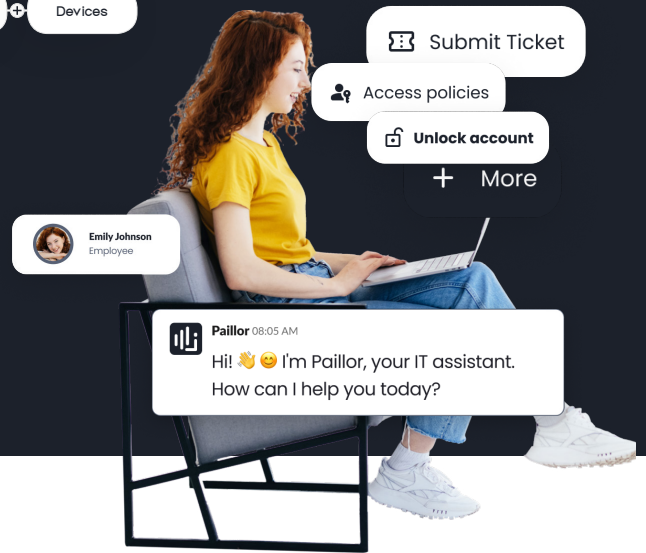 Devices
Submit Ticket
Access policies
Unlock account
More
Emily Johnson
Employee
Paillor 08:05 AM
Hi! 👋 😊 I'm Paillor, your IT assistant.
How can I help you today?